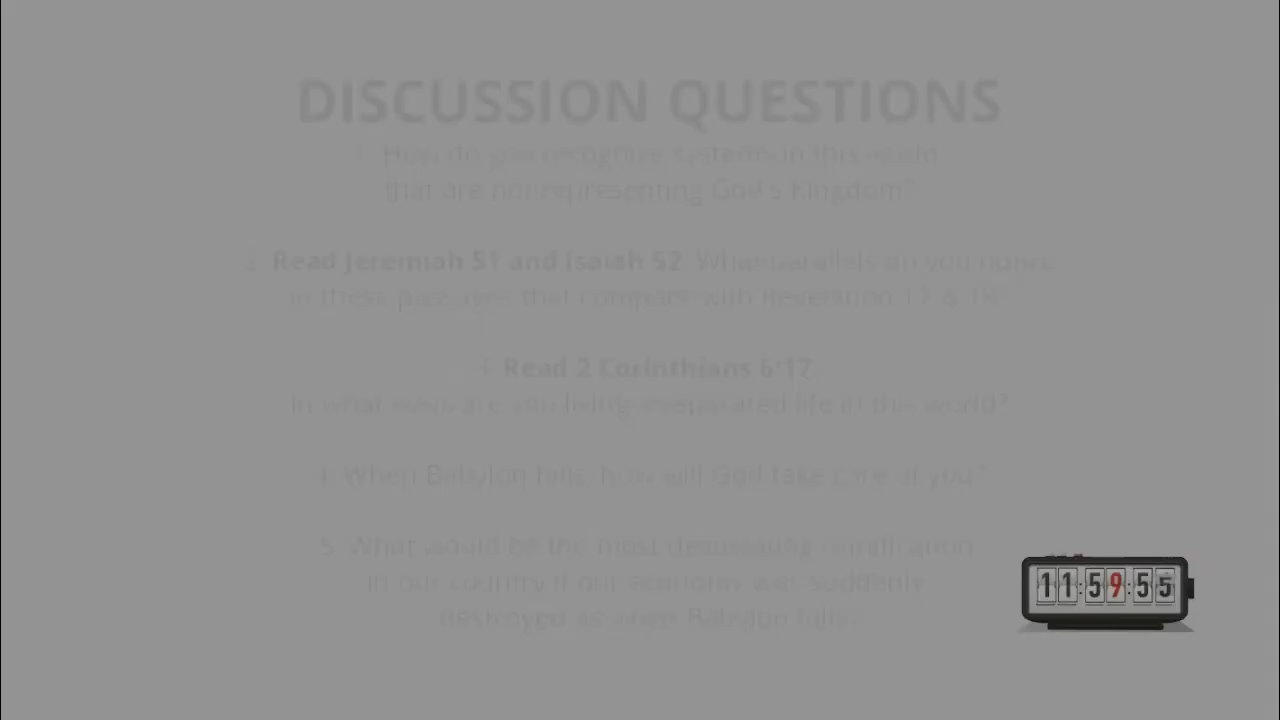 DISCUSSION QUESTIONS
1. How do you recognize systems in this world
that are not representing God's Kingdom?
2. Read Jeremiah 51 and Isaiah 52. What parallels do you notice
in these passages that compare with Revelation 17 & 18?
3. Read 2 Corinthians 6:17.
In what ways are you living a separated life in this world?
4. When Babylon falls, how will God take care of you?
5. What would be the most devastating ramification
in our country if our economy was suddenly
destroyed as when Babylon falls?
11:59:55